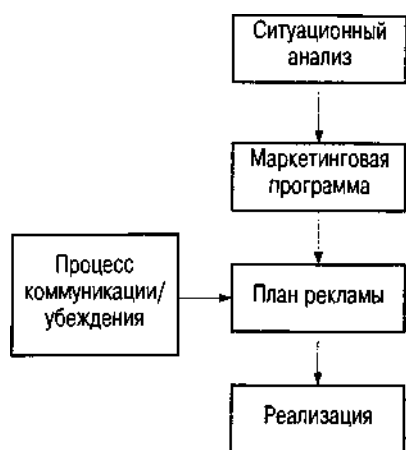 Ситуационный
анализ
Маркетинговая
программа
Процесс
коммуникации/
убеждения
План рекламы
Реализация